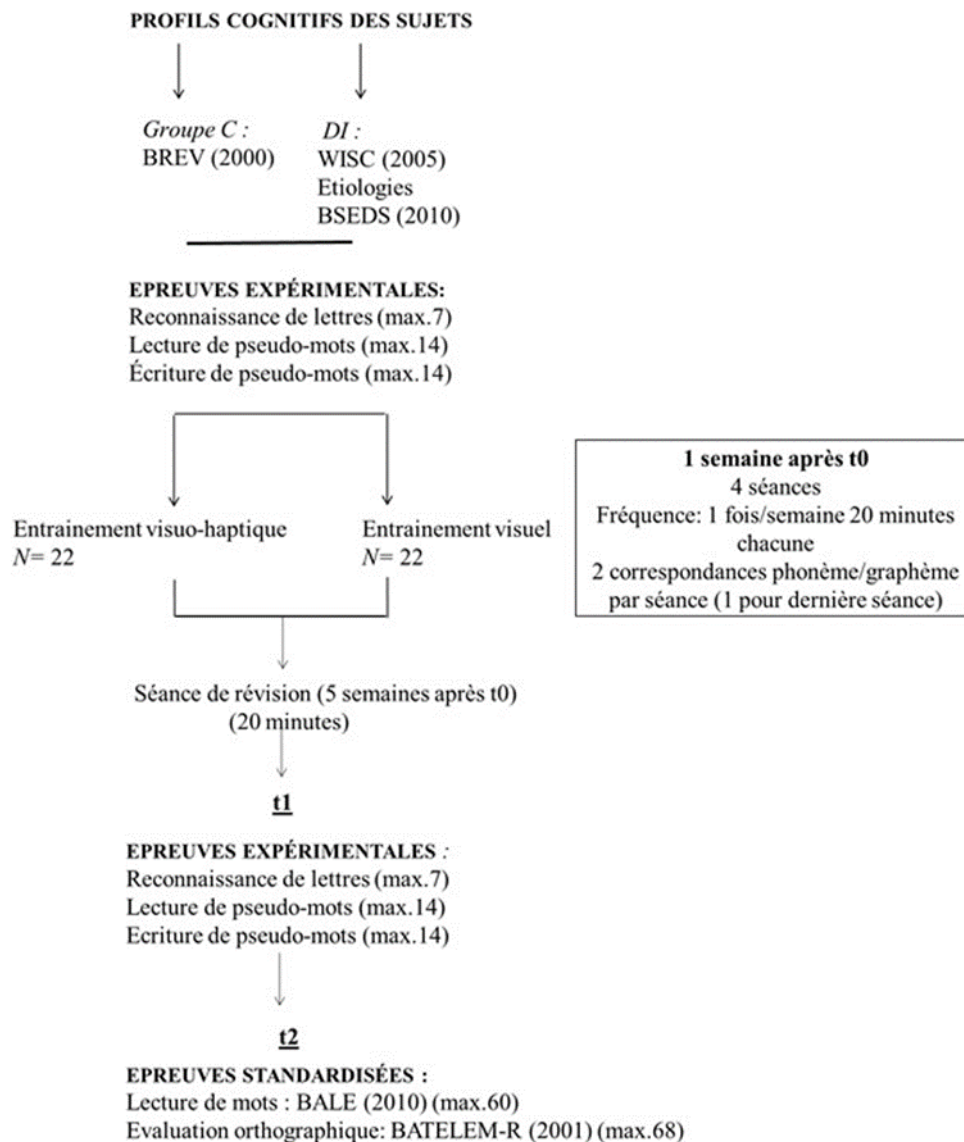 PROFILS COGNITIFS DES SUJETS
Groupe C :
BREV (2000)
DI :
WISC (2005)
Etiologies
BSEDS (2010)
EPREUVES EXPÉRIMENTALES:
Reconnaissance de lettres (max.7)
Lecture de pseudo-mots (max.14)
Écriture de pseudo-mots (max.14)
Entrainement visuo-haptique
N= 22
Entrainement visuel
N= 22
1 semaine après t0
4 séances
Fréquence: 1 fois/semaine 20 minutes
chacune
2 correspondances phonème/graphème
par séance (1 pour dernière séance)
Séance de révision (5 semaines après t0)
(20 minutes)
t1
EPREUVES EXPÉRIMENTALES :
Reconnaissance de lettres (max.7)
Lecture de pseudo-mots (max.14)
Ecriture de pseudo-mots (max.14)
t2
EPREUVES STANDARDISÉES :
Lecture de mots : BALE (2010) (max.60)
Evaluation orthographique: BATELEM-R (2001) (max.68)